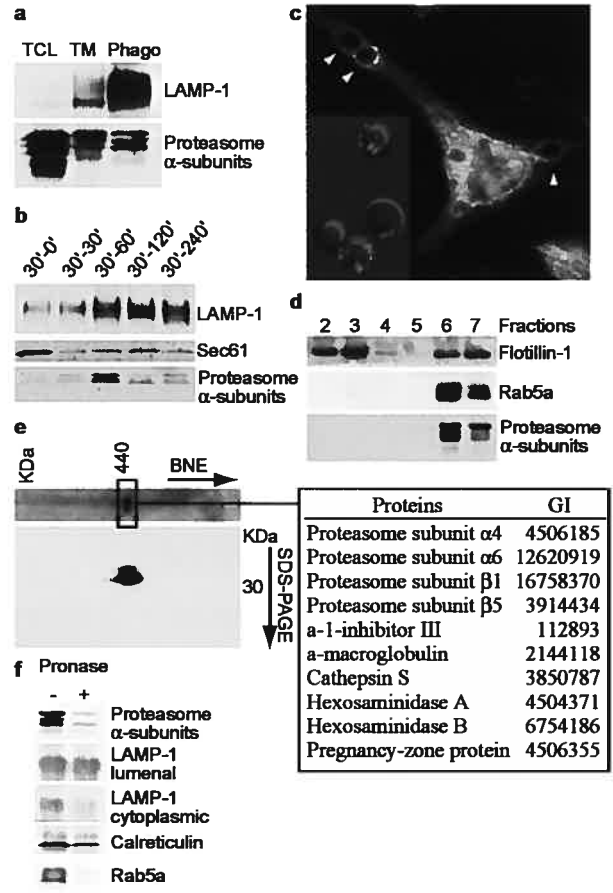 a
TCL TM Phago
LAMP-1
Proteasome
α-subunits
b
30'-0' 30'-30' 30'-60' 30'-120' 30'-240'
LAMP-1
Sec61
Proteasome
α-subunits
c
d
2 3 4 5 6 7 Fractions
Flotillin-1
Rab5a
Proteasome
α-subunits
e
KDa
440
BNE
KDa
30
SDS-PAGE
Proteins GI
Proteasome subunit α4 4506185
Proteasome subunit α6 12620919
Proteasome subunit β1 16758370
Proteasome subunit β5 3914434
a-1-inhibitor III 112893
a-macroglobulin 2144118
Cathepsin S 3850787
Hexosaminidase A 4504371
Hexosaminidase B 6754186
Pregnancy-zone protein 4506355
f
Pronase
- +
Proteasome
α-subunits
LAMP-1
lumenal
LAMP-1
cytoplasmic
Calreticulin
Rab5a